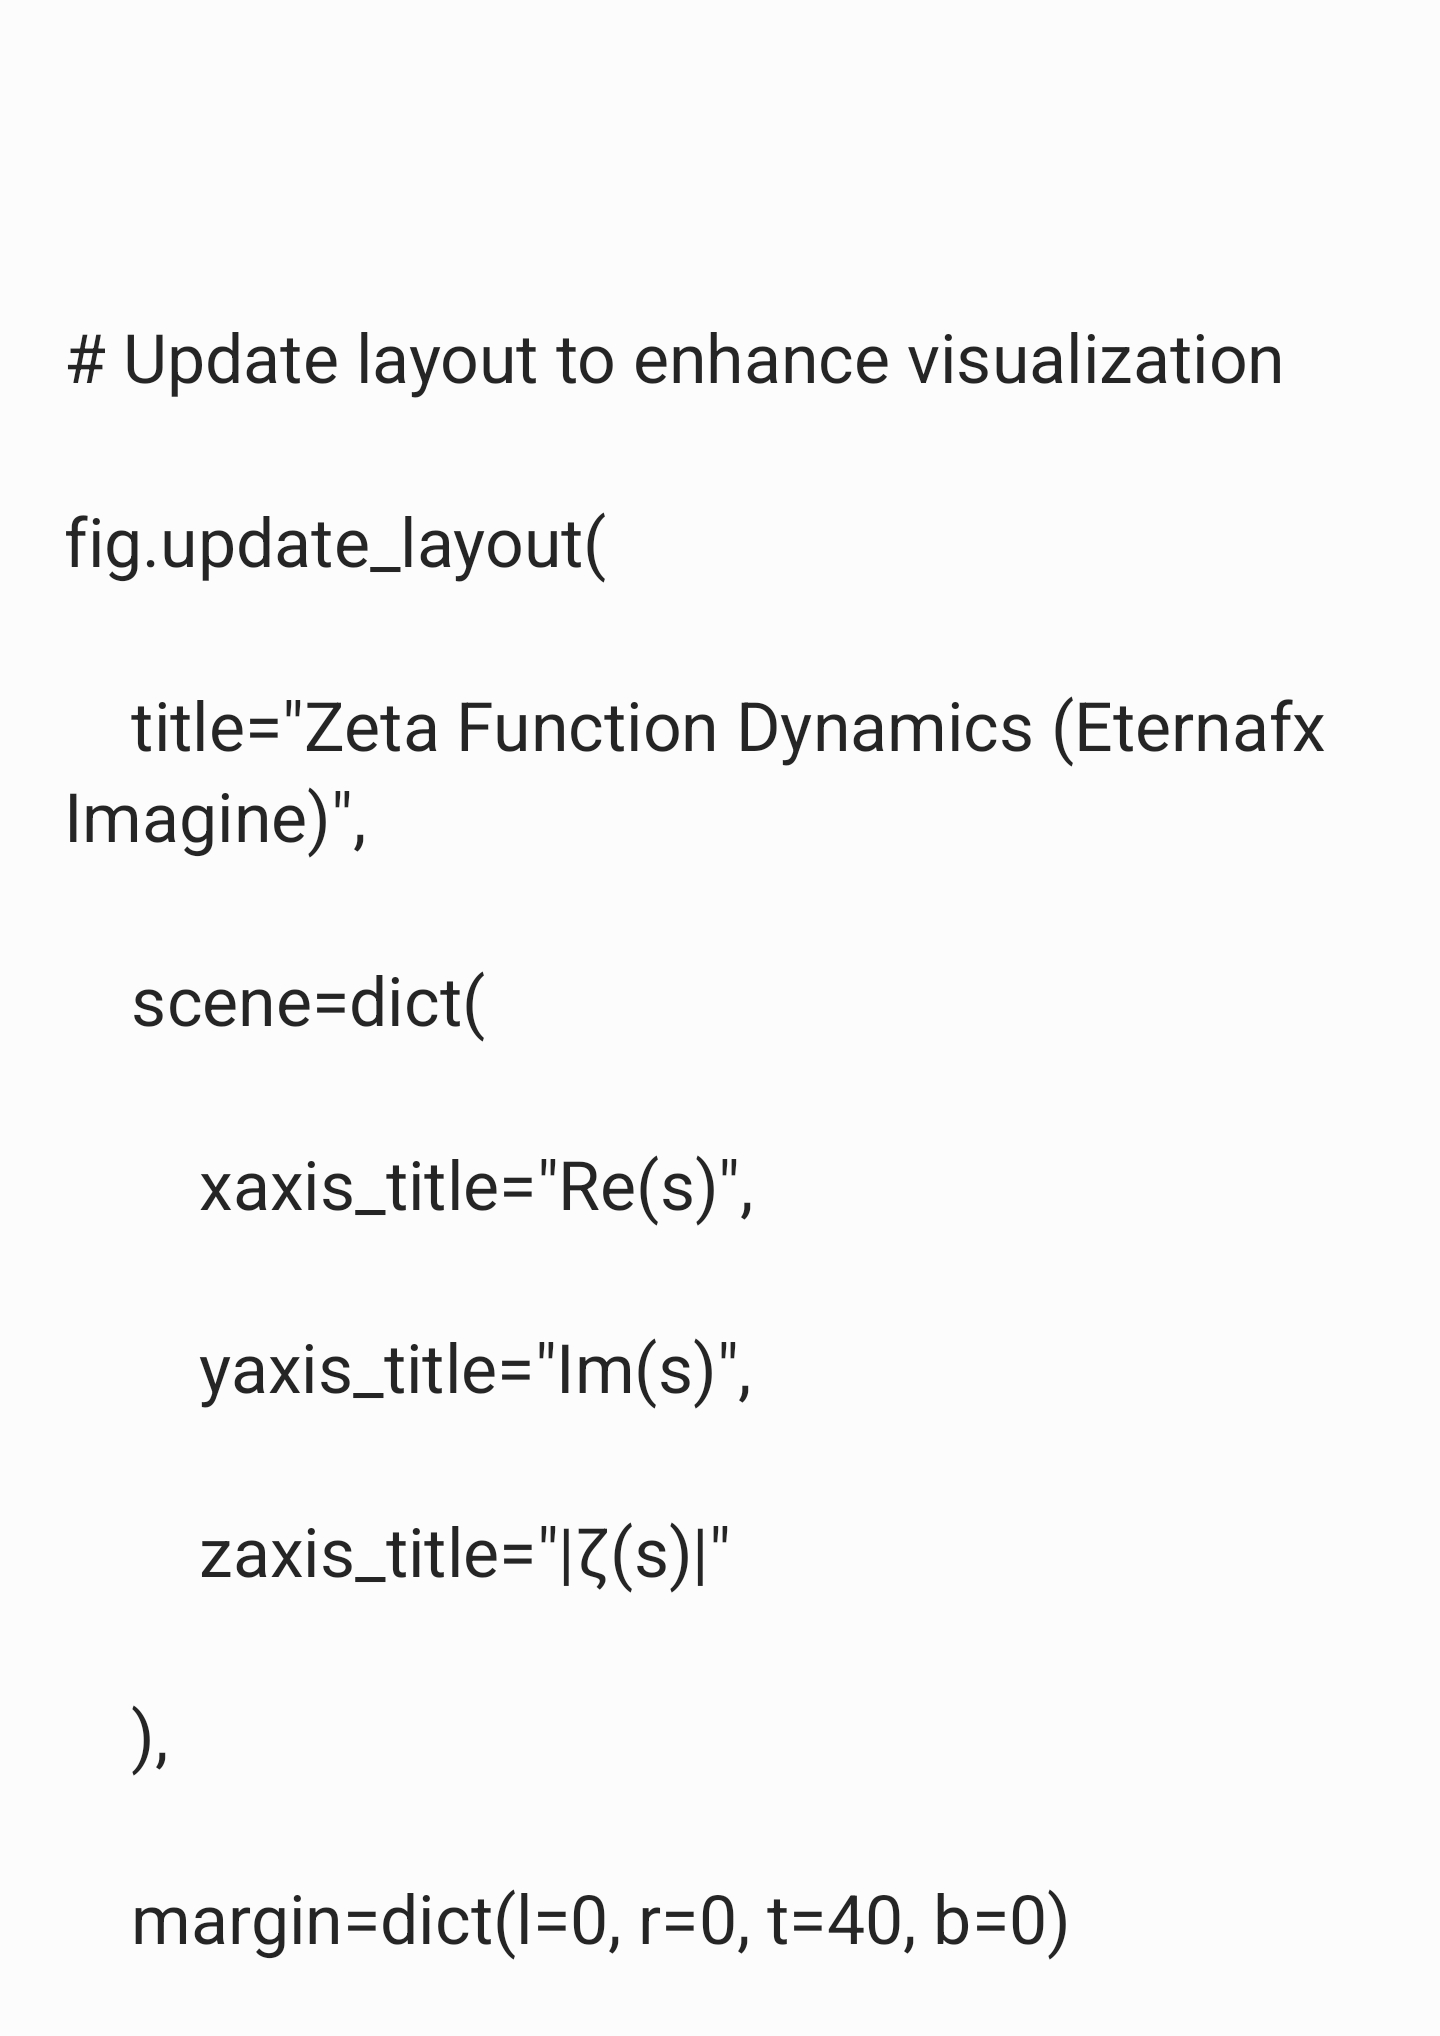 # Update layout to enhance visualization
fig.update_layout(
title="Zeta Function Dynamics (Eternafx
Imagine)",
scene=dict(
xaxis_title="Re(s)",
yaxis_title="Im(s)",
zaxis_title="|ζ(s)|"
),
margin=dict(l=0, r=0, t=40, b=0)